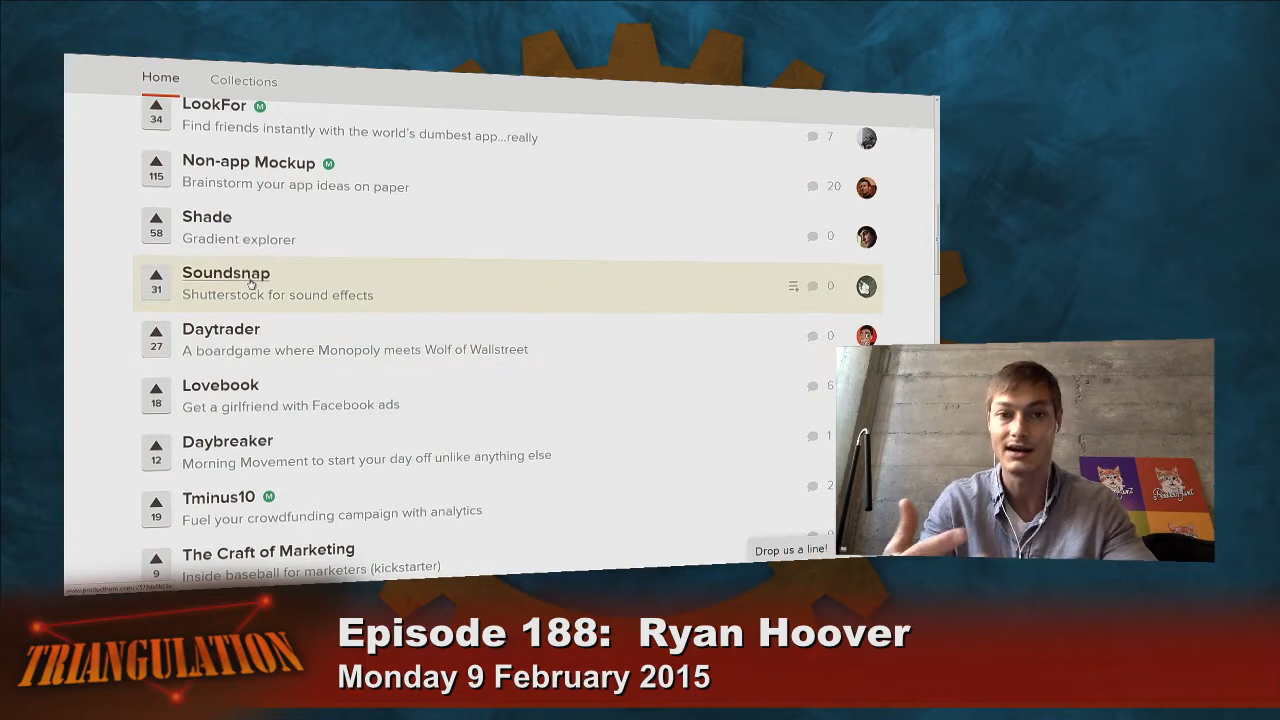 Home
Collections
LookFor M
34
Find friends instantly with the world's dumbest app...really
7
Non-app Mockup M
115
Brainstorm your app ideas on paper
20
Shade
58
Gradient explorer
0
Soundsnap
31
Shutterstock for sound effects
0
Daytrader
27
A boardgame where Monopoly meets Wolf of Wallstreet
0
Lovebook
18
Get a girlfriend with Facebook ads
6
Daybreaker
12
Morning Movement to start your day off unlike anything else
1
Tminus10 M
19
Fuel your crowdfunding campaign with analytics
2
The Craft of Marketing
9
Inside baseball for marketers (kickstarter)
Drop us a line!
TRIANGULATION
Episode 188: Ryan Hoover
Monday 9 February 2015